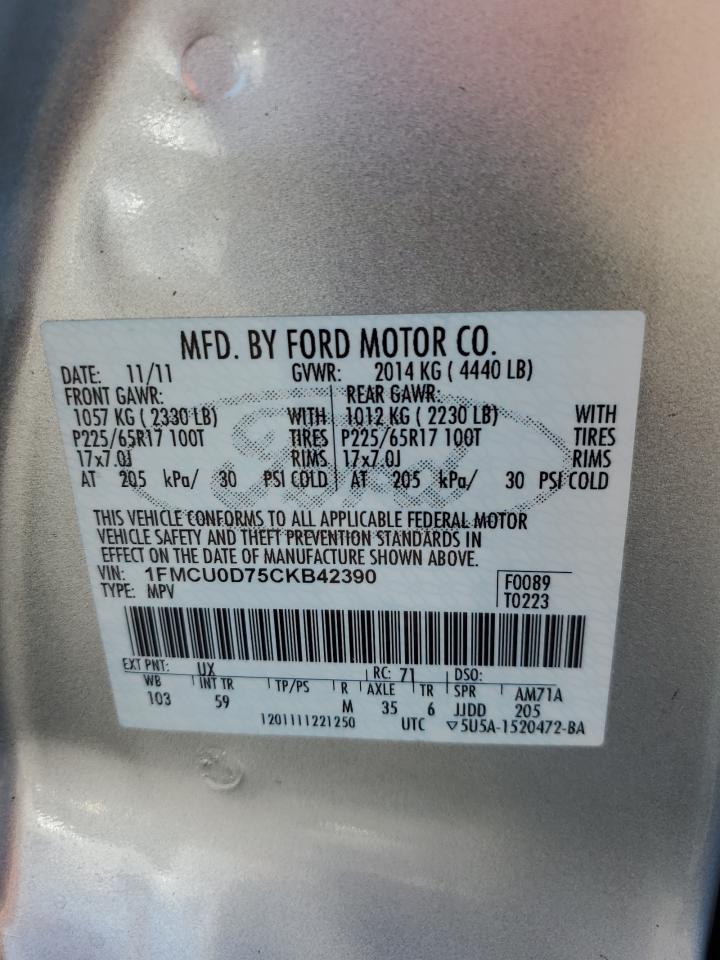 MFD. BY FORD MOTOR CO.
DATE: 11/11 GVWR: 2014 KG ( 4440 LB)
FRONT GAWR: REAR GAWR:
1057 KG ( 2330 LB) WITH 1012 KG ( 2230 LB) WITH
P225/65R17 100T TIRES P225/65R17 100T TIRES
17x7.0J RIMS 17x7.0J RIMS
AT 205 kPa/ 30 PSI COLD AT 205 kPa/ 30 PSI COLD
Ford
THIS VEHICLE CONFORMS TO ALL APPLICABLE FEDERAL MOTOR
VEHICLE SAFETY AND THEFT PREVENTION STANDARDS IN
EFFECT ON THE DATE OF MANUFACTURE SHOWN ABOVE.
VIN: 1FMCU0D75CKB42390 F0089
TYPE: MPV T0223
EXT PNT: UX RC: 71 DSO:
WB INT TR TP/PS R AXLE TR SPR AM71A
103 59 M 35 6 JJDD 205
1201111221250 UTC ▽5U5A-1520472-BA